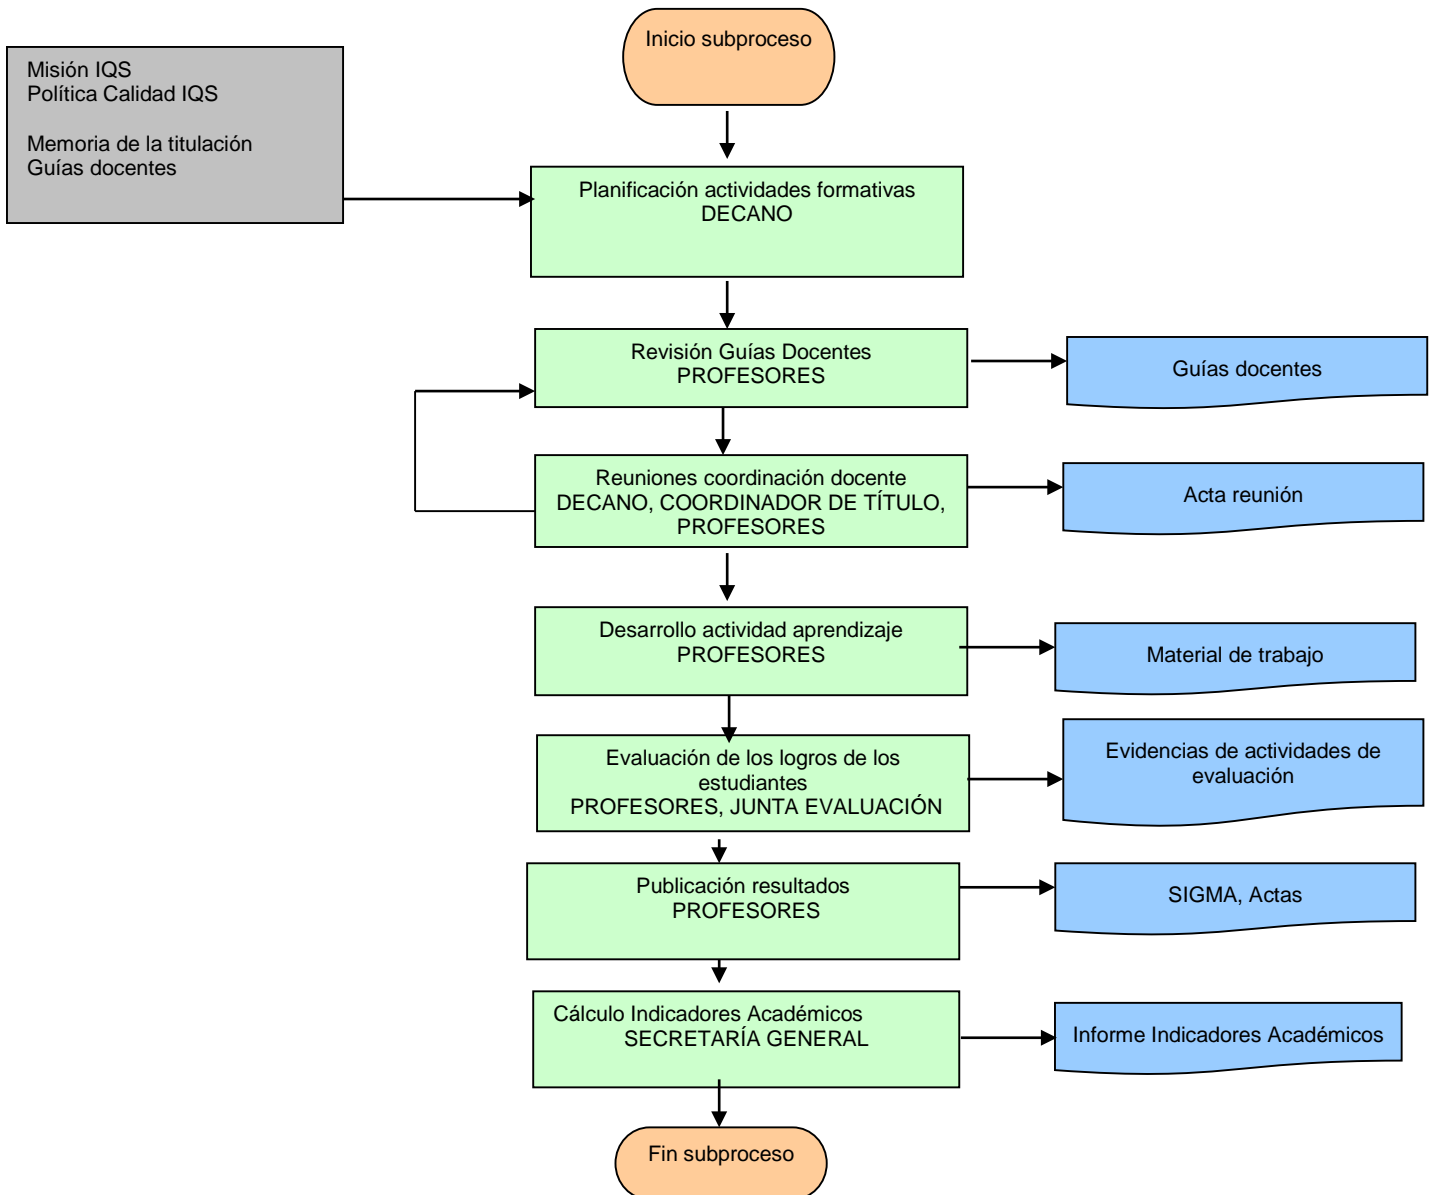 Inicio subproceso
Misión IQS
Política Calidad IQS
Memoria de la titulación
Guías docentes
Planificación actividades formativas
DECANO
Revisión Guías Docentes
PROFESORES
Guías docentes
Reuniones coordinación docente
DECANO, COORDINADOR DE TÍTULO,
PROFESORES
Acta reunión
Desarrollo actividad aprendizaje
PROFESORES
Material de trabajo
Evaluación de los logros de los
estudiantes
PROFESORES, JUNTA EVALUACIÓN
Evidencias de actividades de
evaluación
Publicación resultados
PROFESORES
SIGMA, Actas
Cálculo Indicadores Académicos
SECRETARÍA GENERAL
Informe Indicadores Académicos
Fin subproceso